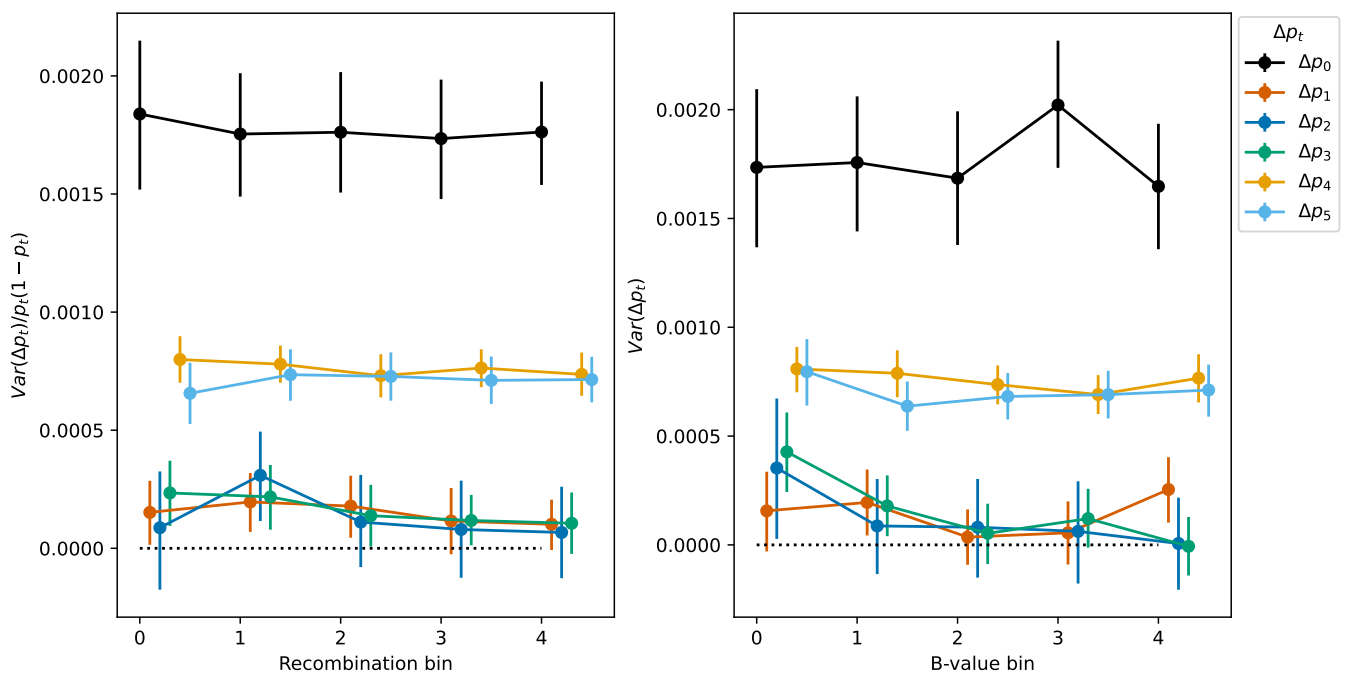 Var(Δp_t)/p_t(1 − p_t)
0.0020
0.0015
0.0010
0.0005
0.0000
0 1 2 3 4
Recombination bin
Var(Δp_t)
0.0020
0.0015
0.0010
0.0005
0.0000
0 1 2 3 4
B-value bin
Δp_t
Δp_0
Δp_1
Δp_2
Δp_3
Δp_4
Δp_5